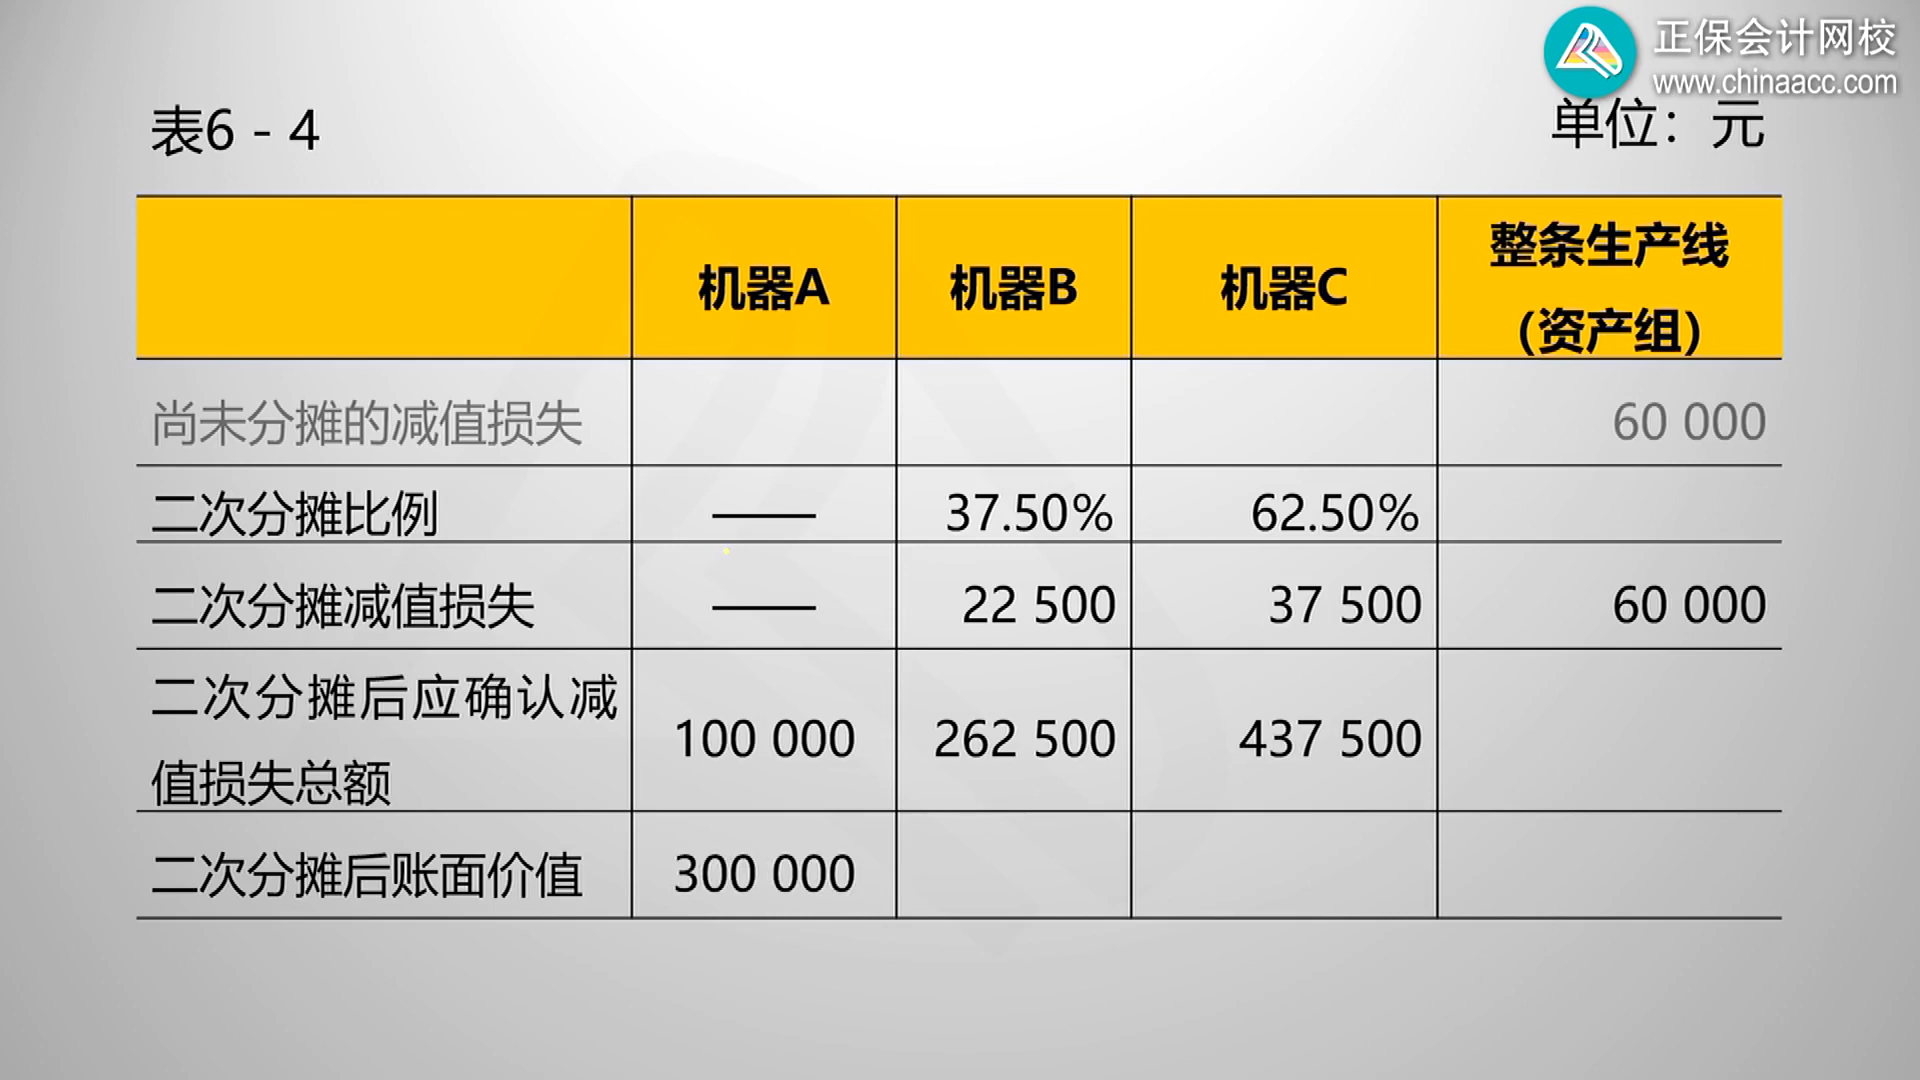 正保会计网校
www.chinaacc.com
表6 - 4
单位：元
机器A 机器B 机器C 整条生产线
(资产组)
尚未分摊的减值损失 60 000
二次分摊比例 —— 37.50% 62.50%
二次分摊减值损失 —— 22 500 37 500 60 000
二次分摊后应确认减
值损失总额 100 000 262 500 437 500
二次分摊后账面价值 300 000